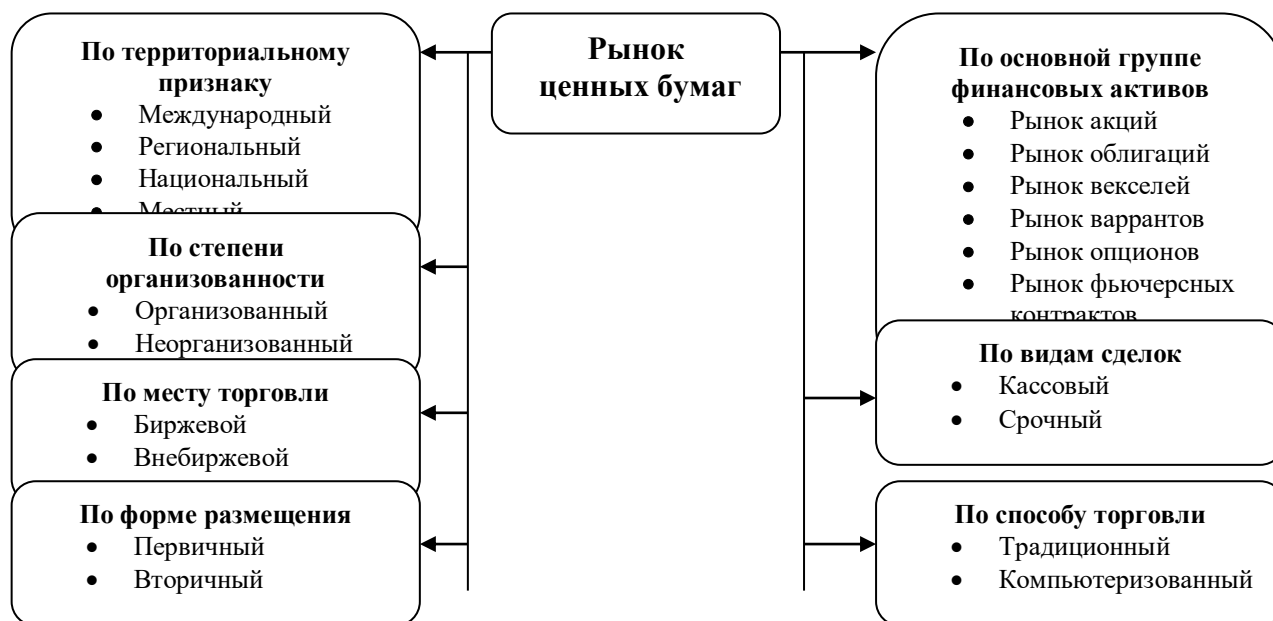 Рынок
ценных бумаг
По территориальному
признаку
● Международный
● Региональный
● Национальный
● Местный
По степени
организованности
● Организованный
● Неорганизованный
По месту торговли
● Биржевой
● Внебиржевой
По форме размещения
● Первичный
● Вторичный
По основной группе
финансовых активов
● Рынок акций
● Рынок облигаций
● Рынок векселей
● Рынок варрантов
● Рынок опционов
● Рынок фьючерсных
контрактов
По видам сделок
● Кассовый
● Срочный
По способу торговли
● Традиционный
● Компьютеризованный